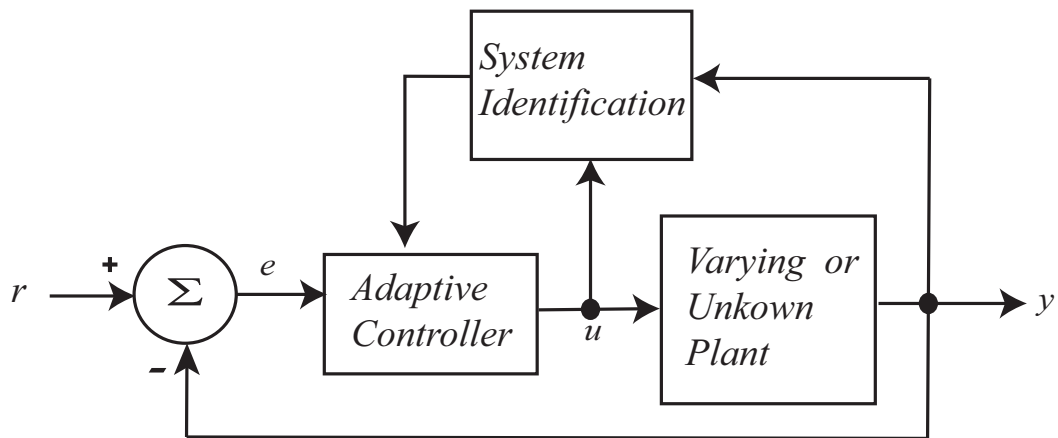 System
Identification
+
r
Σ
e
Adaptive
Controller
u
Varying or
Unkown
Plant
y
-